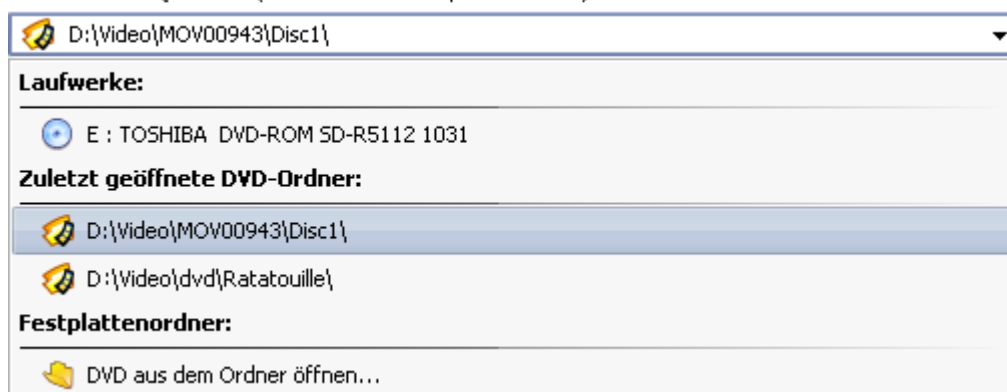 D:\Video\MOV00943\Disc1\
Laufwerke:
E : TOSHIBA DVD-ROM SD-R5112 1031
Zuletzt geöffnete DVD-Ordner:
D:\Video\MOV00943\Disc1\
D:\Video\dvd\Ratatouille\
Festplattenordner:
DVD aus dem Ordner öffnen...